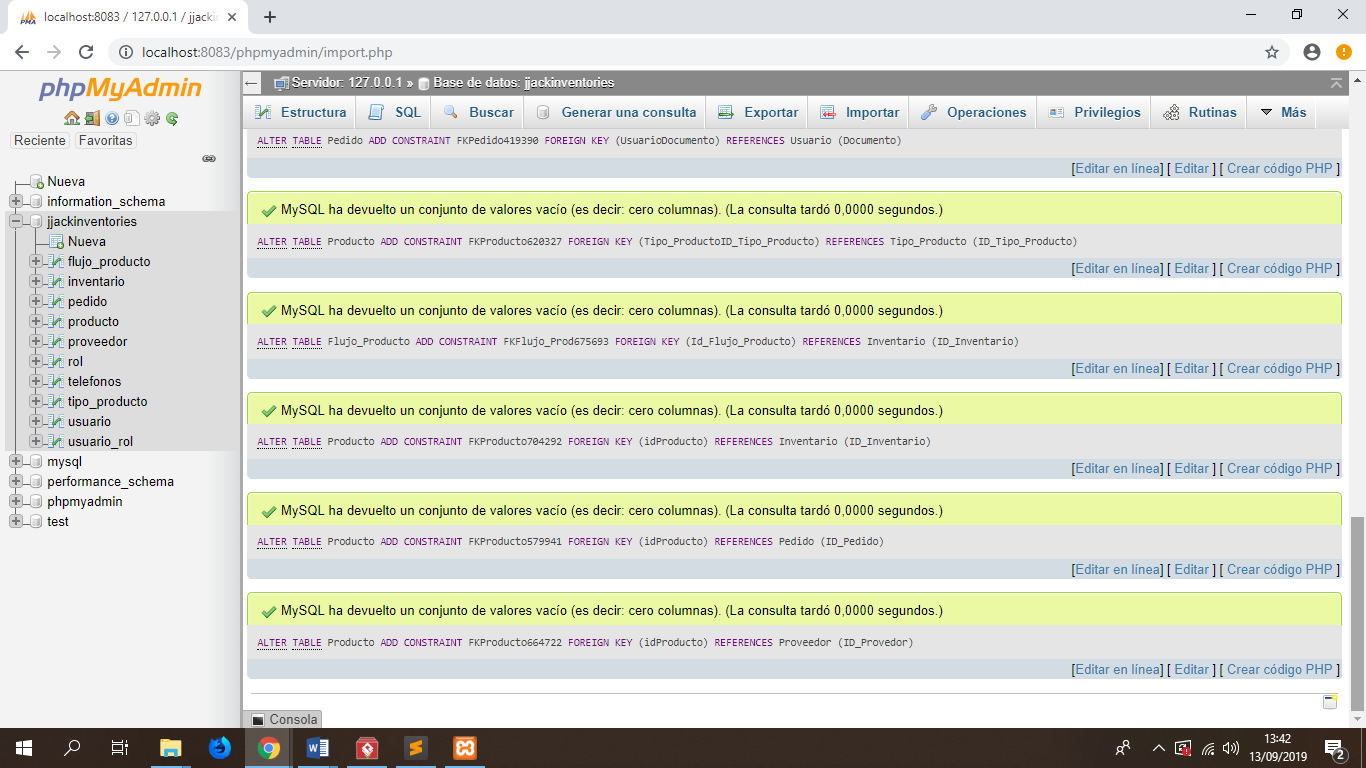 localhost:8083 / 127.0.0.1 / jjackin
localhost:8083/phpmyadmin/import.php
phpMyAdmin
Reciente Favoritas
Nueva
information_schema
jjackinventories
Nueva
flujo_producto
inventario
pedido
producto
proveedor
rol
telefonos
tipo_producto
usuario
usuario_rol
mysql
performance_schema
phpmyadmin
test
Servidor: 127.0.0.1 » Base de datos: jjackinventories
Estructura SQL Buscar Generar una consulta Exportar Importar Operaciones Privilegios Rutinas Más
ALTER TABLE Pedido ADD CONSTRAINT FKPedido419390 FOREIGN KEY (UsuarioDocumento) REFERENCES Usuario (Documento)
[Editar en línea] [ Editar ] [ Crear código PHP ]
MySQL ha devuelto un conjunto de valores vacío (es decir: cero columnas). (La consulta tardó 0,0000 segundos.)
ALTER TABLE Producto ADD CONSTRAINT FKProducto620327 FOREIGN KEY (Tipo_ProductoID_Tipo_Producto) REFERENCES Tipo_Producto (ID_Tipo_Producto)
[Editar en línea] [ Editar ] [ Crear código PHP ]
MySQL ha devuelto un conjunto de valores vacío (es decir: cero columnas). (La consulta tardó 0,0000 segundos.)
ALTER TABLE Flujo_Producto ADD CONSTRAINT FKFlujo_Prod675693 FOREIGN KEY (Id_Flujo_Producto) REFERENCES Inventario (ID_Inventario)
[Editar en línea] [ Editar ] [ Crear código PHP ]
MySQL ha devuelto un conjunto de valores vacío (es decir: cero columnas). (La consulta tardó 0,0000 segundos.)
ALTER TABLE Producto ADD CONSTRAINT FKProducto704292 FOREIGN KEY (idProducto) REFERENCES Inventario (ID_Inventario)
[Editar en línea] [ Editar ] [ Crear código PHP ]
MySQL ha devuelto un conjunto de valores vacío (es decir: cero columnas). (La consulta tardó 0,0000 segundos.)
ALTER TABLE Producto ADD CONSTRAINT FKProducto579941 FOREIGN KEY (idProducto) REFERENCES Pedido (ID_Pedido)
[Editar en línea] [ Editar ] [ Crear código PHP ]
MySQL ha devuelto un conjunto de valores vacío (es decir: cero columnas). (La consulta tardó 0,0000 segundos.)
ALTER TABLE Producto ADD CONSTRAINT FKProducto664722 FOREIGN KEY (idProducto) REFERENCES Proveedor (ID_Provedor)
[Editar en línea] [ Editar ] [ Crear código PHP ]
Consola
13:42
13/09/2019
2